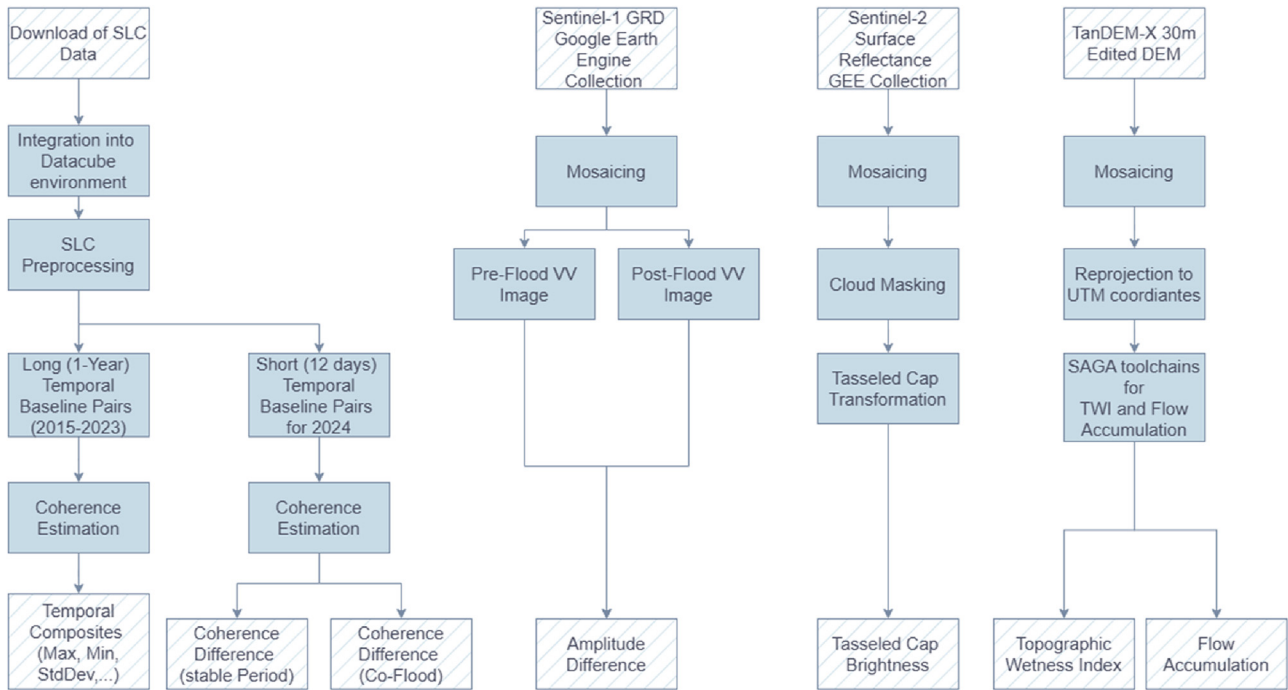 Download of SLC
Data
Integration into
Datacube
environment
SLC
Preprocessing
Long (1-Year)
Temporal
Baseline Pairs
(2015-2023)
Short (12 days)
Temporal
Baseline Pairs
for 2024
Coherence
Estimation
Coherence
Estimation
Temporal
Composites
(Max, Min,
StdDev,...)
Coherence
Difference
(stable Period)
Coherence
Difference
(Co-Flood)
Sentinel-1 GRD
Google Earth
Engine
Collection
Mosaicing
Pre-Flood VV
Image
Post-Flood VV
Image
Amplitude
Difference
Sentinel-2
Surface
Reflectance
GEE Collection
Mosaicing
Cloud Masking
Tasseled Cap
Transformation
Tasseled Cap
Brightness
TanDEM-X 30m
Edited DEM
Mosaicing
Reprojection to
UTM coordiantes
SAGA toolchains
for
TWI and Flow
Accumulation
Topographic
Wetness Index
Flow
Accumulation